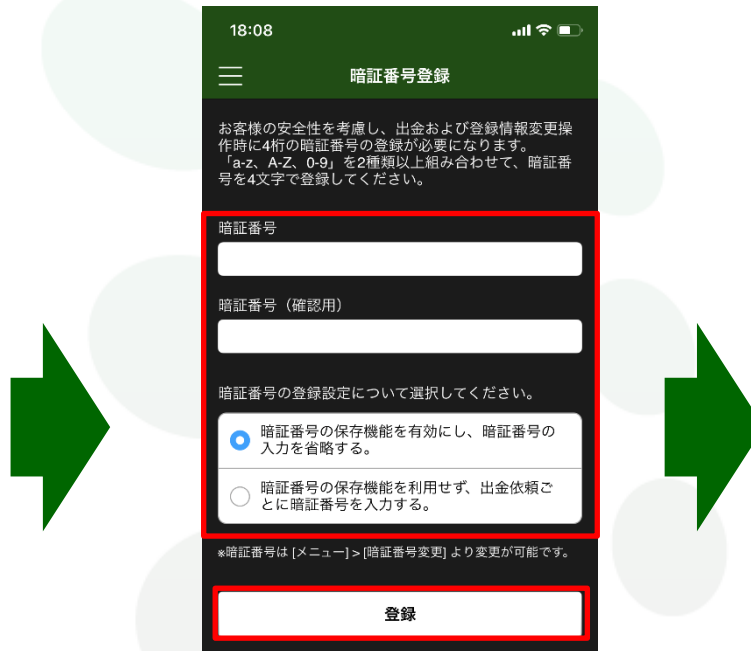 18:08
暗証番号登録
お客様の安全性を考慮し、出金および登録情報変更操
作時に4桁の暗証番号の登録が必要になります。
「a-z、A-Z、0-9」を2種類以上組み合わせて、暗証番
号を4文字で登録してください。
暗証番号
暗証番号（確認用）
暗証番号の登録設定について選択してください。
暗証番号の保存機能を有効にし、暗証番号の
入力を省略する。
暗証番号の保存機能を利用せず、出金依頼ご
とに暗証番号を入力する。
※暗証番号は [メニュー] > [暗証番号変更] より変更が可能です。
登録